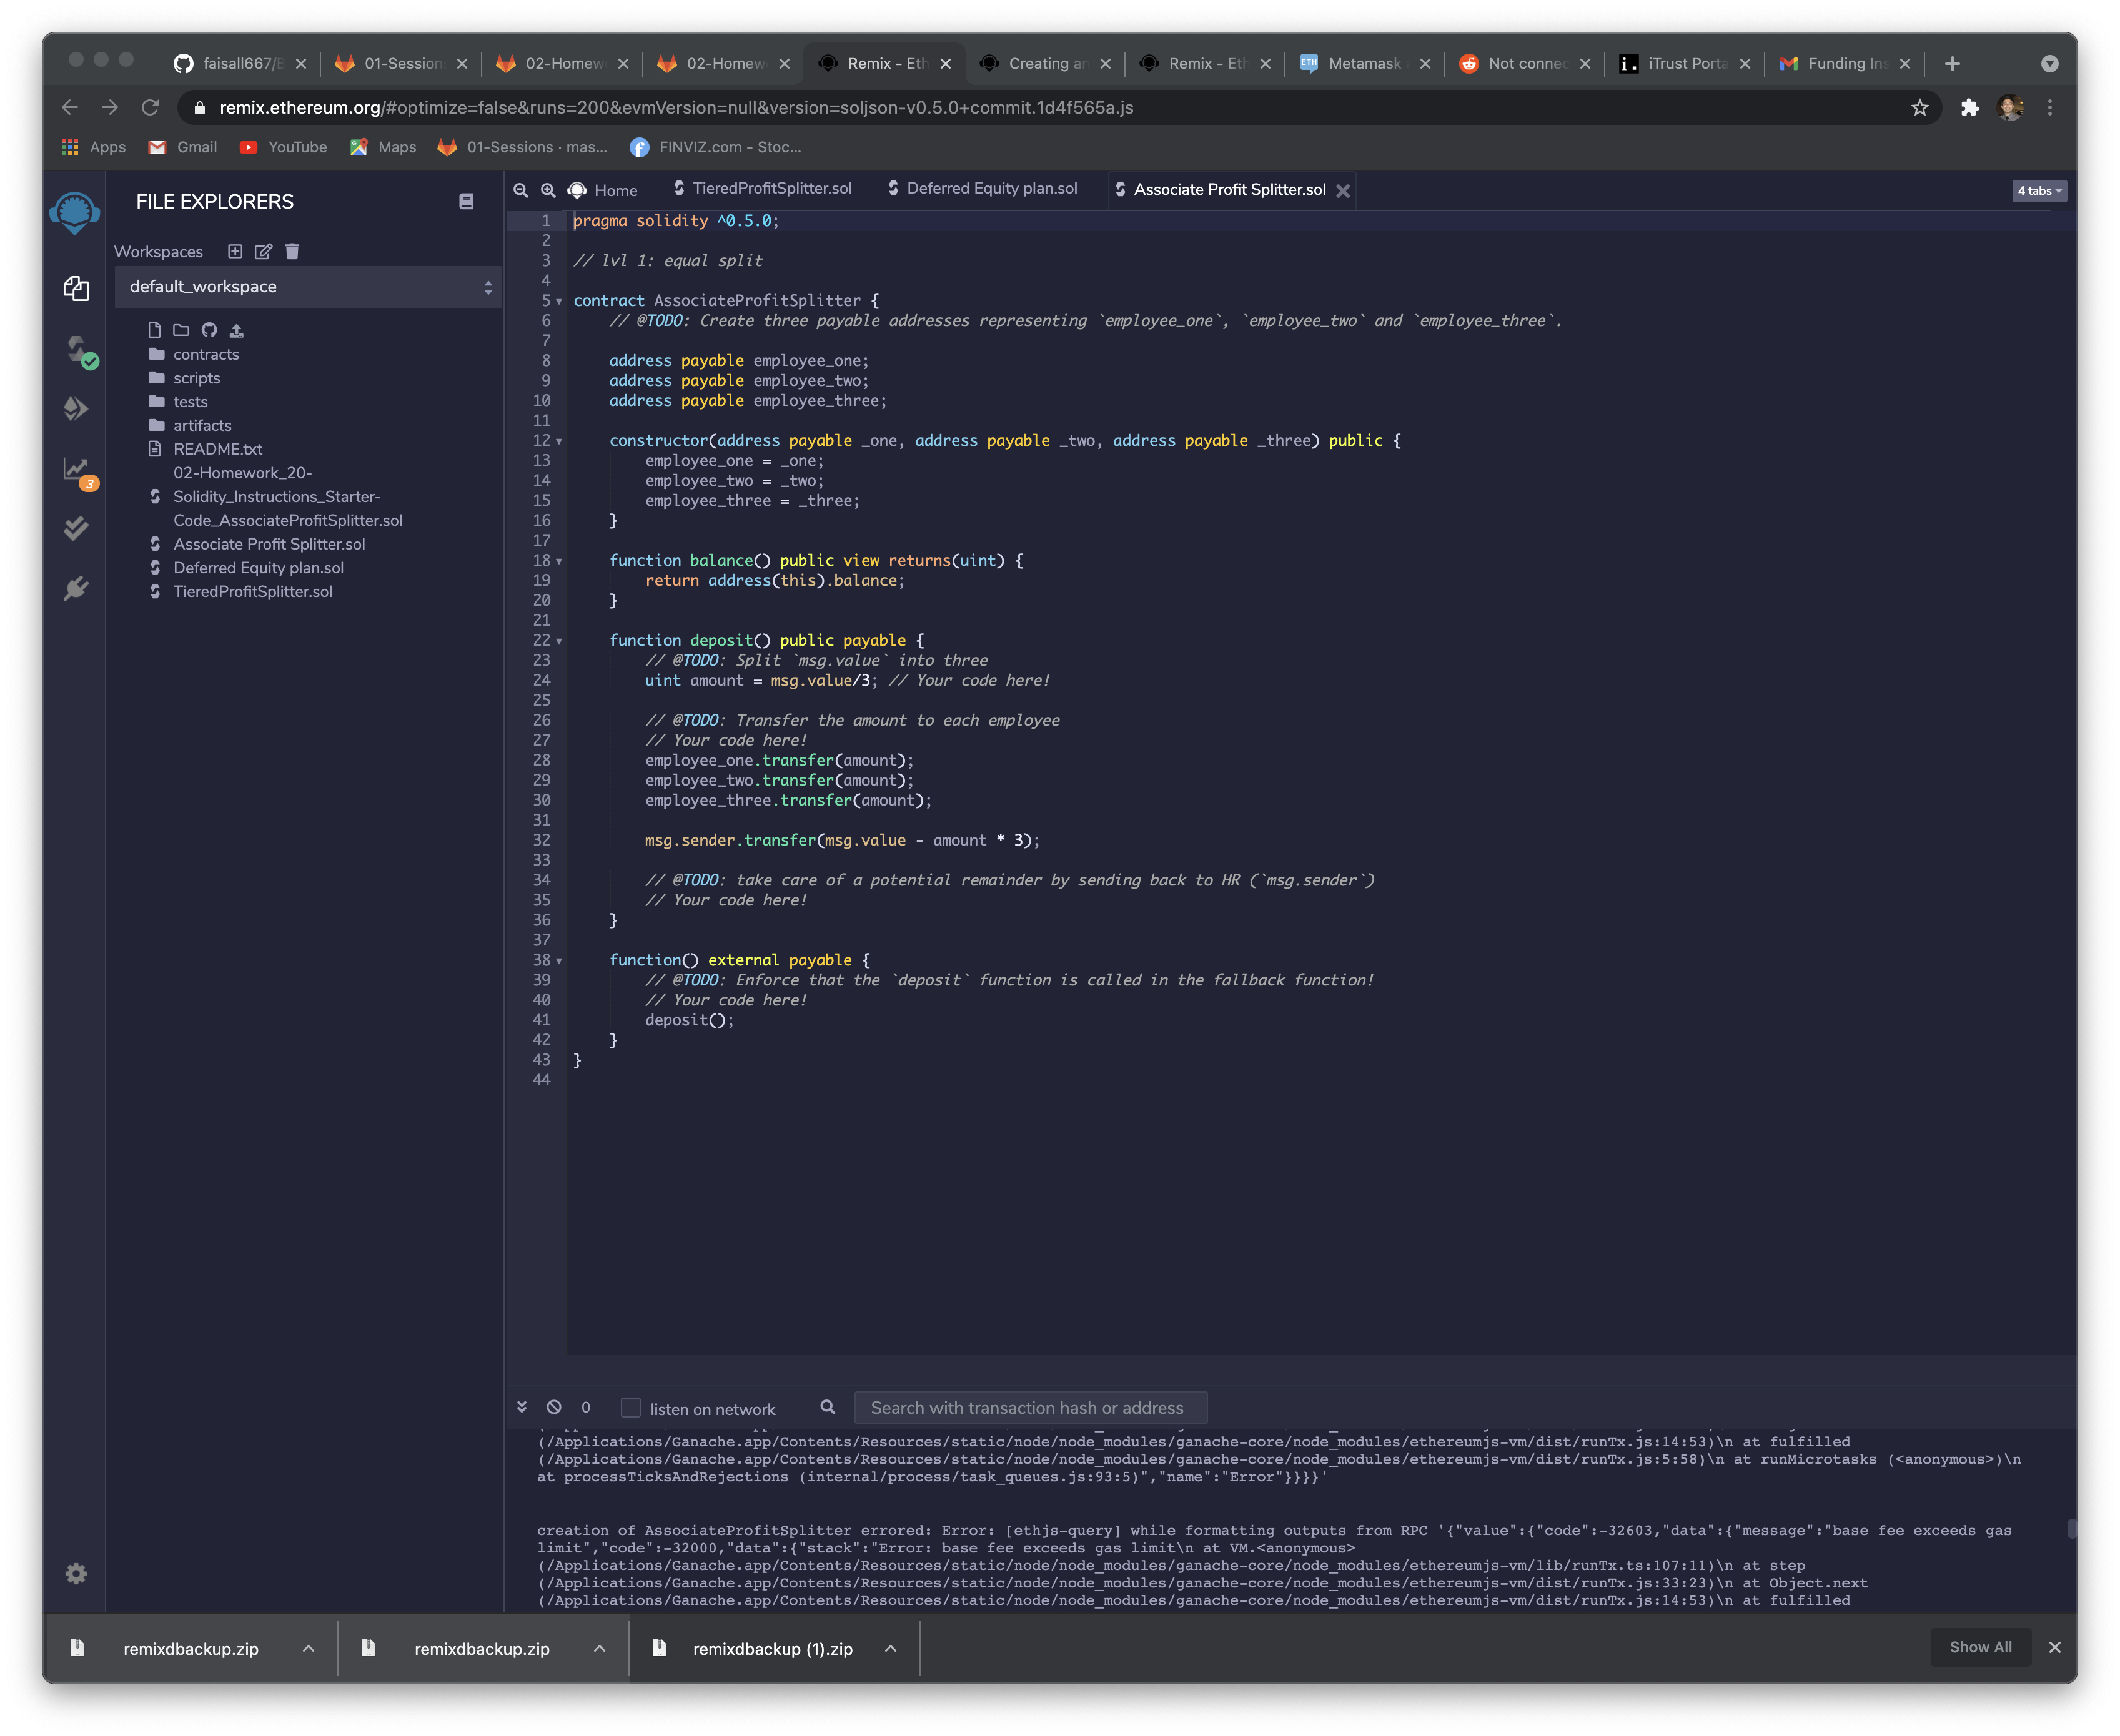 faisall667/
01-Session
02-Homew
02-Homew
Remix - Eth
Creating an
Remix - Eth
ETH
Metamask
Not connec
i.
iTrust Porta
Funding Ins
remix.ethereum.org/#optimize=false&runs=200&evmVersion=null&version=soljson-v0.5.0+commit.1d4f565a.js
Apps
Gmail
YouTube
Maps
01-Sessions · mas...
FINVIZ.com - Stoc...
FILE EXPLORERS
Workspaces
default_workspace
contracts
scripts
tests
artifacts
README.txt
02-Homework_20-
Solidity_Instructions_Starter-
Code_AssociateProfitSplitter.sol
Associate Profit Splitter.sol
Deferred Equity plan.sol
TieredProfitSplitter.sol
3
Home
TieredProfitSplitter.sol
Deferred Equity plan.sol
Associate Profit Splitter.sol
4 tabs
1 pragma solidity ^0.5.0;
2
3 // lvl 1: equal split
4
5 contract AssociateProfitSplitter {
6 // @TODO: Create three payable addresses representing `employee_one`, `employee_two` and `employee_three`.
7
8 address payable employee_one;
9 address payable employee_two;
10 address payable employee_three;
11
12 constructor(address payable _one, address payable _two, address payable _three) public {
13 employee_one = _one;
14 employee_two = _two;
15 employee_three = _three;
16 }
17
18 function balance() public view returns(uint) {
19 return address(this).balance;
20 }
21
22 function deposit() public payable {
23 // @TODO: Split `msg.value` into three
24 uint amount = msg.value/3; // Your code here!
25
26 // @TODO: Transfer the amount to each employee
27 // Your code here!
28 employee_one.transfer(amount);
29 employee_two.transfer(amount);
30 employee_three.transfer(amount);
31
32 msg.sender.transfer(msg.value - amount * 3);
33
34 // @TODO: take care of a potential remainder by sending back to HR (`msg.sender`)
35 // Your code here!
36 }
37
38 function() external payable {
39 // @TODO: Enforce that the `deposit` function is called in the fallback function!
40 // Your code here!
41 deposit();
42 }
43 }
44
0
listen on network
Search with transaction hash or address
(/Applications/Ganache.app/Contents/Resources/static/node/node_modules/ganache-core/node_modules/ethereumjs-vm/dist/runTx.js:14:53)\n at fulfilled
(/Applications/Ganache.app/Contents/Resources/static/node/node_modules/ganache-core/node_modules/ethereumjs-vm/dist/runTx.js:5:58)\n at runMicrotasks (<anonymous>)\n
at processTicksAndRejections (internal/process/task_queues.js:93:5)","name":"Error"}}}}'
creation of AssociateProfitSplitter errored: Error: [ethjs-query] while formatting outputs from RPC '{"value":{"code":-32603,"data":{"message":"base fee exceeds gas
limit","code":-32000,"data":{"stack":"Error: base fee exceeds gas limit\n at VM.<anonymous>
(/Applications/Ganache.app/Contents/Resources/static/node/node_modules/ganache-core/node_modules/ethereumjs-vm/lib/runTx.ts:107:11)\n at step
(/Applications/Ganache.app/Contents/Resources/static/node/node_modules/ganache-core/node_modules/ethereumjs-vm/dist/runTx.js:33:23)\n at Object.next
(/Applications/Ganache.app/Contents/Resources/static/node/node_modules/ganache-core/node_modules/ethereumjs-vm/dist/runTx.js:14:53)\n at fulfilled
remixdbackup.zip
remixdbackup.zip
remixdbackup (1).zip
Show All